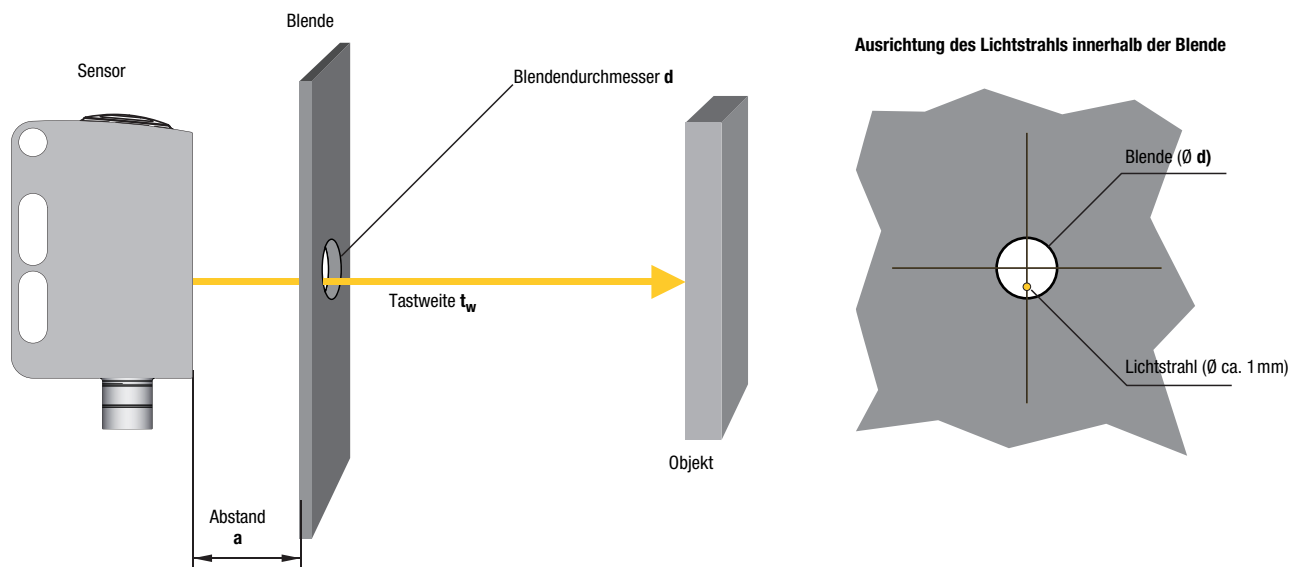 Blende
Ausrichtung des Lichtstrahls innerhalb der Blende
Sensor
Blendendurchmesser d
Blende (Ø d)
Tastweite tw
Lichtstrahl (Ø ca. 1 mm)
Objekt
Abstand
a